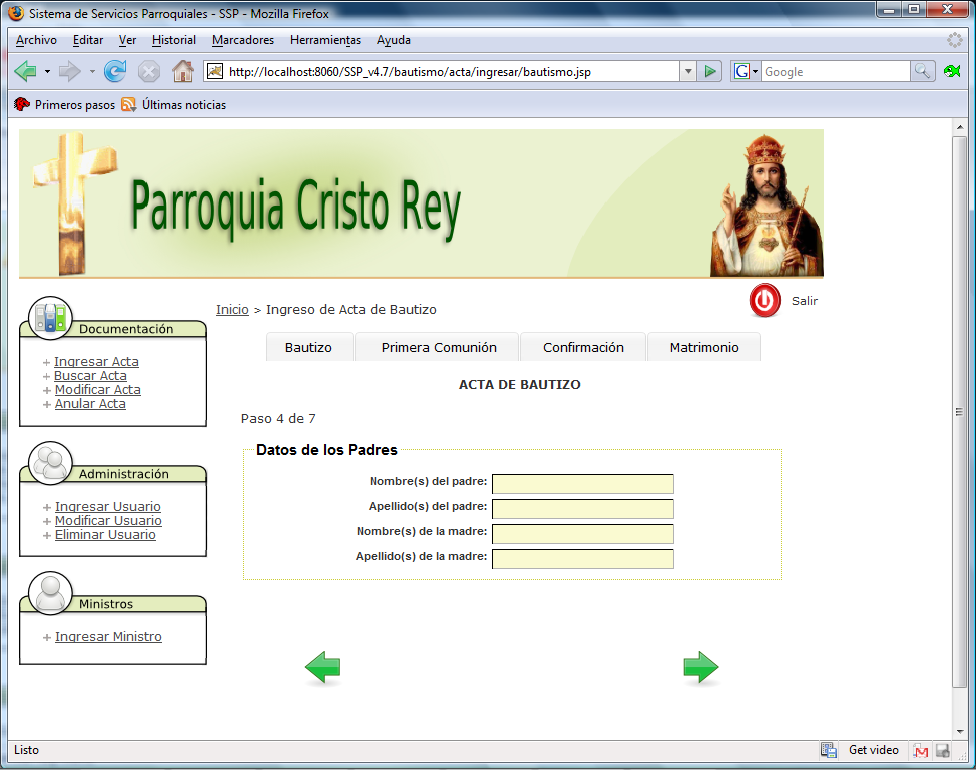 Sistema de Servicios Parroquiales - SSP - Mozilla Firefox
Archivo Editar Ver Historial Marcadores Herramientas Ayuda
http://localhost:8060/SSP_v4.7/bautismo/acta/ingresar/bautismo.jsp
G Google
Primeros pasos Últimas noticias
Parroquia Cristo Rey
Inicio > Ingreso de Acta de Bautizo
Salir
Documentación
+ Ingresar Acta
+ Buscar Acta
+ Modificar Acta
+ Anular Acta
Administración
+ Ingresar Usuario
+ Modificar Usuario
+ Eliminar Usuario
Ministros
+ Ingresar Ministro
Bautizo Primera Comunión Confirmación Matrimonio
ACTA DE BAUTIZO
Paso 4 de 7
Datos de los Padres
Nombre(s) del padre:
Apellido(s) del padre:
Nombre(s) de la madre:
Apellido(s) de la madre:
Listo
Get video